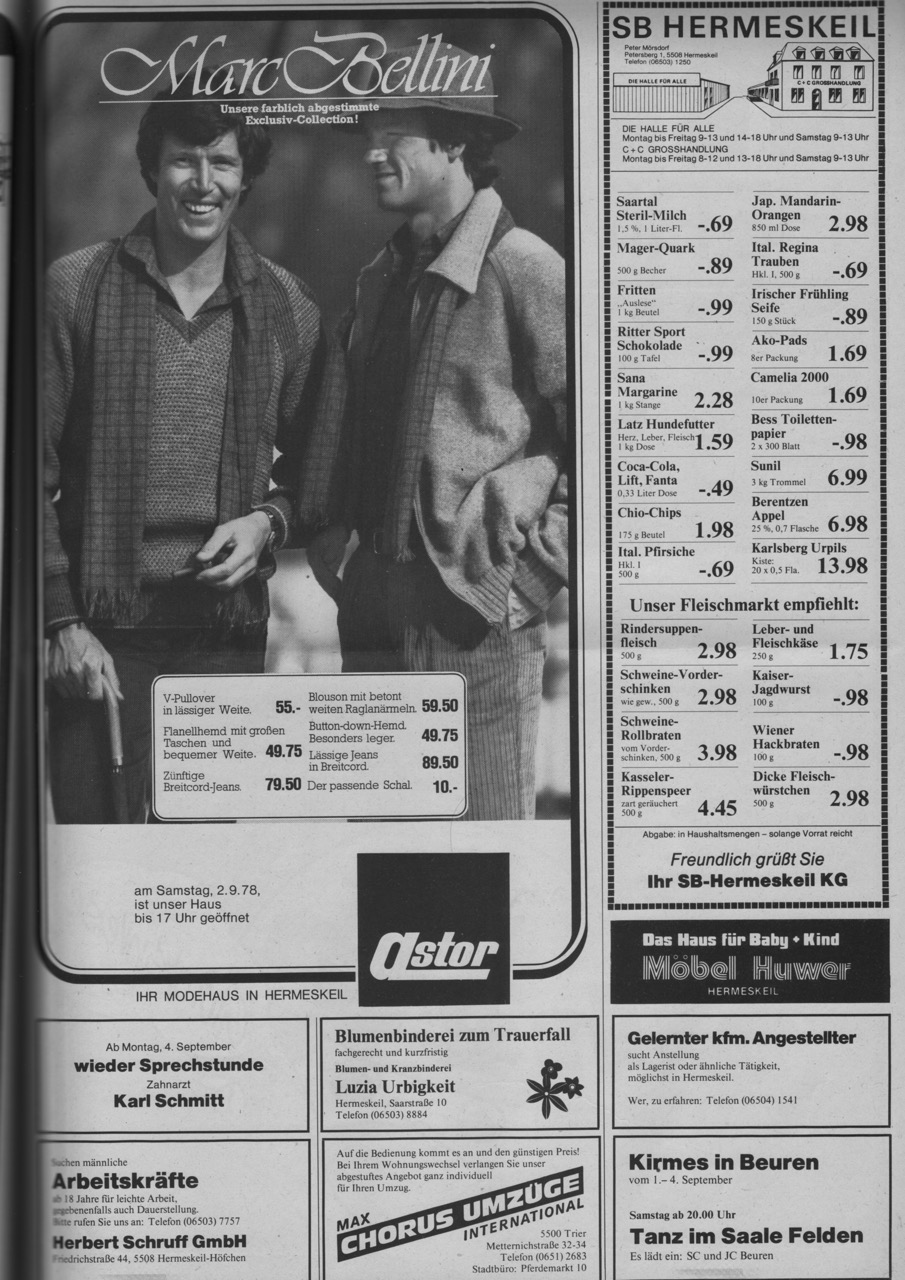 Marc Bellini
Unsere farblich abgestimmte
Exclusiv-Collection!
V-Pullover
in lässiger Weite. 55.-
Flanellhemd mit großen
Taschen und
bequemer Weite. 49.75
Zünftige
Breitcord-Jeans. 79.50
Blouson mit betont
weiten Raglanärmeln. 59.50
Button-down-Hemd.
Besonders leger. 49.75
Lässige Jeans
in Breitcord. 89.50
Der passende Schal. 10.-
am Samstag, 2.9.78,
ist unser Haus
bis 17 Uhr geöffnet
astor
IHR MODEHAUS IN HERMESKEIL
SB HERMESKEIL
Peter Mörsdorf
Petersberg 1, 5508 Hermeskeil
Telefon (06503) 1250
DIE HALLE FÜR ALLE
C+C GROSSHANDLUNG
DIE HALLE FÜR ALLE
Montag bis Freitag 9-13 und 14-18 Uhr und Samstag 9-13 Uhr
C+C GROSSHANDLUNG
Montag bis Freitag 8-12 und 13-18 Uhr und Samstag 9-13 Uhr
Saartal
Steril-Milch
1,5 %, 1 Liter-Fl. -.69
Mager-Quark
500 g Becher -.89
Fritten
„Auslese"
1 kg Beutel -.99
Ritter Sport
Schokolade
100 g Tafel -.99
Sana
Margarine
1 kg Stange 2.28
Latz Hundefutter
Herz, Leber, Fleisch
1 kg Dose 1.59
Coca-Cola,
Lift, Fanta
0,33 Liter Dose -.49
Chio-Chips
175 g Beutel 1.98
Ital. Pfirsiche
Hkl. I
500 g -.69
Jap. Mandarin-
Orangen
850 ml Dose 2.98
Ital. Regina
Trauben
Hkl. I, 500 g -.69
Irischer Frühling
Seife
150 g Stück -.89
Ako-Pads
8er Packung 1.69
Camelia 2000
10er Packung 1.69
Bess Toiletten-
papier
2 x 300 Blatt -.98
Sunil
3 kg Trommel 6.99
Berentzen
Appel
25 %, 0,7 Flasche 6.98
Karlsberg Urpils
Kiste:
20 x 0,5 Fla. 13.98
Unser Fleischmarkt empfiehlt:
Rindersuppen-
fleisch
500 g 2.98
Schweine-Vorder-
schinken
wie gew., 500 g 2.98
Schweine-
Rollbraten
vom Vorder-
schinken, 500 g 3.98
Kasseler-
Rippenspeer
zart geräuchert
500 g 4.45
Leber- und
Fleischkäse
250 g 1.75
Kaiser-
Jagdwurst
100 g -.98
Wiener
Hackbraten
100 g -.98
Dicke Fleisch-
würstchen
500 g 2.98
Abgabe: in Haushaltsmengen – solange Vorrat reicht
Freundlich grüßt Sie
Ihr SB-Hermeskeil KG
Das Haus für Baby + Kind
Möbel Huwer
HERMESKEIL
Ab Montag, 4. September
wieder Sprechstunde
Zahnarzt
Karl Schmitt
Blumenbinderei zum Trauerfall
fachgerecht und kurzfristig
Blumen- und Kranzbinderei
Luzia Urbigkeit
Hermeskeil, Saarstraße 10
Telefon (06503) 8884
Gelernter kfm. Angestellter
sucht Anstellung
als Lagerist oder ähnliche Tätigkeit,
möglichst in Hermeskeil.
Wer, zu erfahren: Telefon (06504) 1541
Suchen männliche
Arbeitskräfte
ab 18 Jahre für leichte Arbeit,
gegebenenfalls auch Dauerstellung.
Bitte rufen Sie uns an: Telefon (06503) 7757
Herbert Schruff GmbH
Friedrichstraße 44, 5508 Hermeskeil-Höfchen
Auf die Bedienung kommt es an und den günstigen Preis!
Bei Ihrem Wohnungswechsel verlangen Sie unser
abgestuftes Angebot ganz individuell
für Ihren Umzug.
MAX
CHORUS UMZÜGE
INTERNATIONAL
5500 Trier
Metternichstraße 32-34
Telefon (0651) 2683
Stadtbüro: Pferdemarkt 10
Kirmes in Beuren
vom 1.– 4. September
Samstag ab 20.00 Uhr
Tanz im Saale Felden
Es lädt ein: SC und JC Beuren